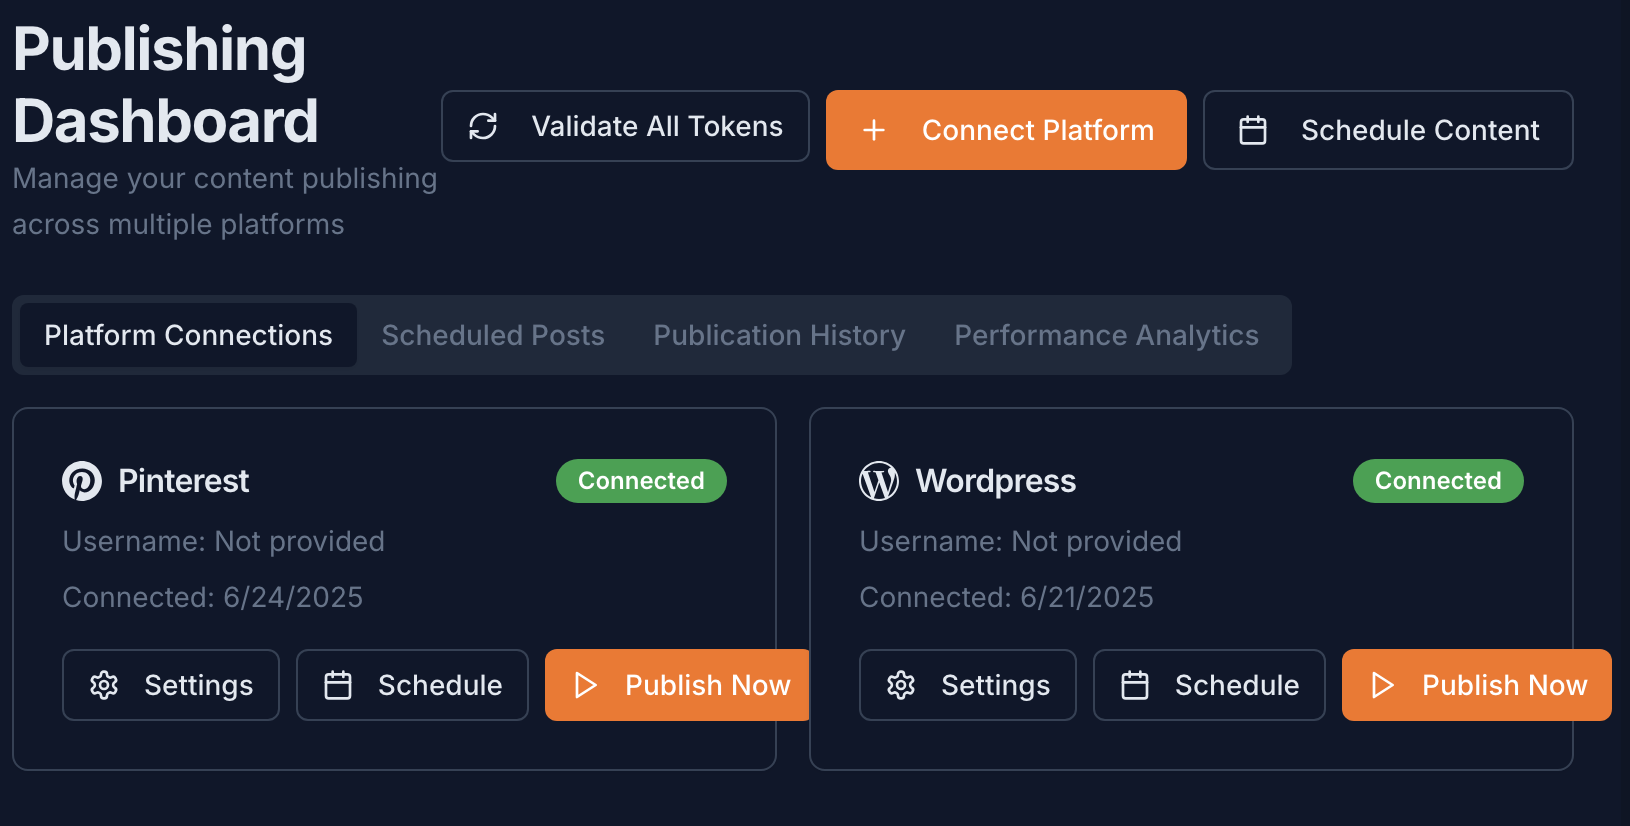 Publishing
Dashboard
Manage your content publishing
across multiple platforms
Validate All Tokens
Connect Platform
Schedule Content
Platform Connections
Scheduled Posts
Publication History
Performance Analytics
Pinterest
Connected
Username: Not provided
Connected: 6/24/2025
Settings
Schedule
Publish Now
Wordpress
Connected
Username: Not provided
Connected: 6/21/2025
Settings
Schedule
Publish Now